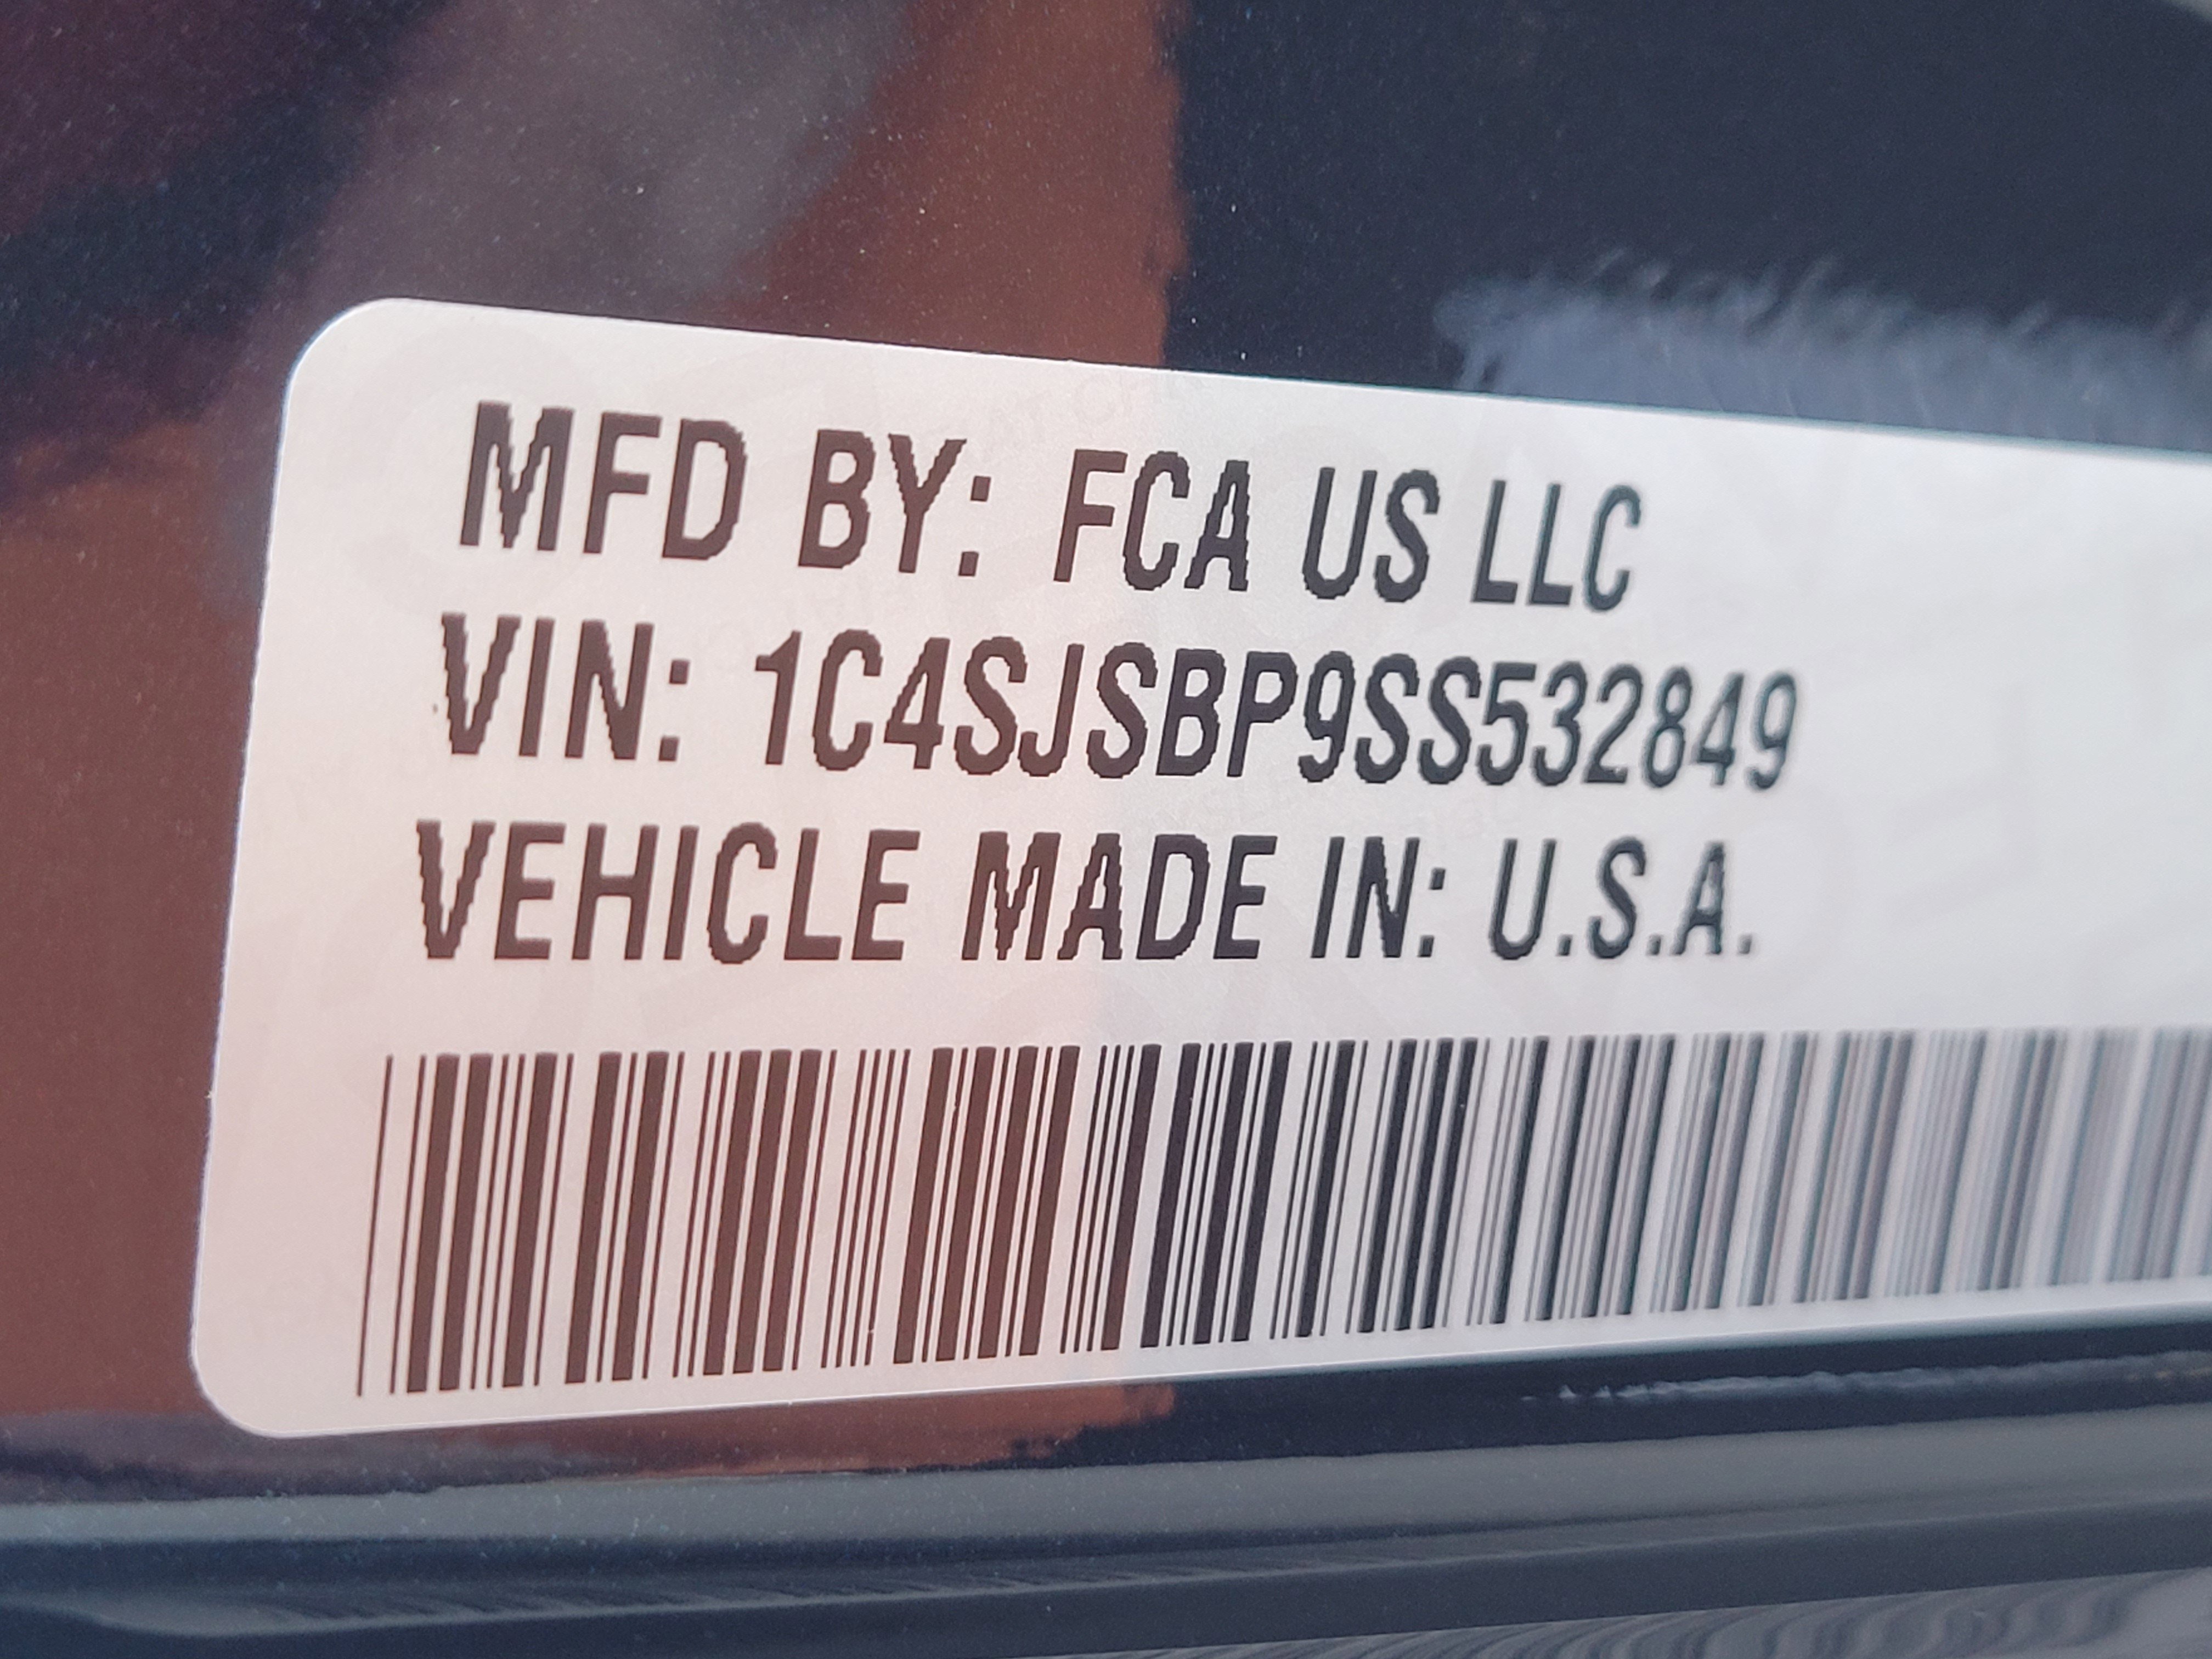 MFD BY: FCA US LLC
VIN: 1C4SJSBP9SS532849
VEHICLE MADE IN: U.S.A.